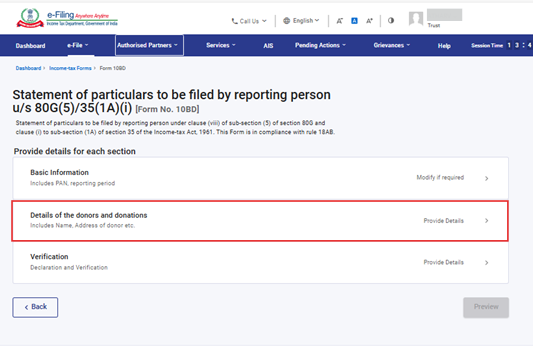 e-Filing Anywhere Anytime
Income Tax Department, Government of India
Call Us
English
A-
A
A+
Trust
Dashboard
e-File
Authorised Partners
Services
AIS
Pending Actions
Grievances
Help
Session Time 1 3 : 4
Dashboard > Income-tax Forms > Form 10BD
Statement of particulars to be filed by reporting person
u/s 80G(5)/35(1A)(i) [Form No. 10BD]
Statement of particulars to be filed by reporting person under clause (viii) of sub-section (5) of section 80G and
clause (i) to sub-section (1A) of section 35 of the Income-tax Act, 1961. This Form is in compliance with rule 18AB.
Provide details for each section
Basic Information
Includes PAN, reporting period
Modify if required >
Details of the donors and donations
Includes Name, Address of donor etc.
Provide Details >
Verification
Declaration and Verification
Provide Details >
< Back
Preview